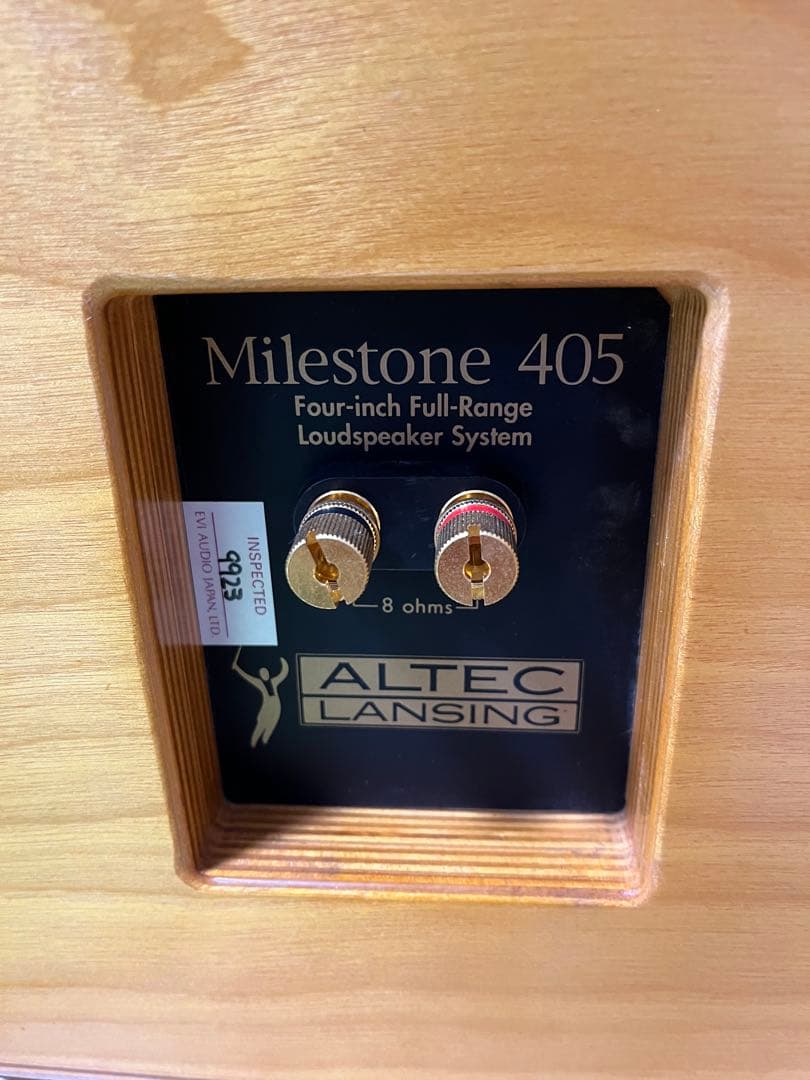 Milestone 405
Four-inch Full-Range
Loudspeaker System
INSPECTED
9923
EVI AUDIO JAPAN, LTD.
8 ohms
ALTEC
LANSING